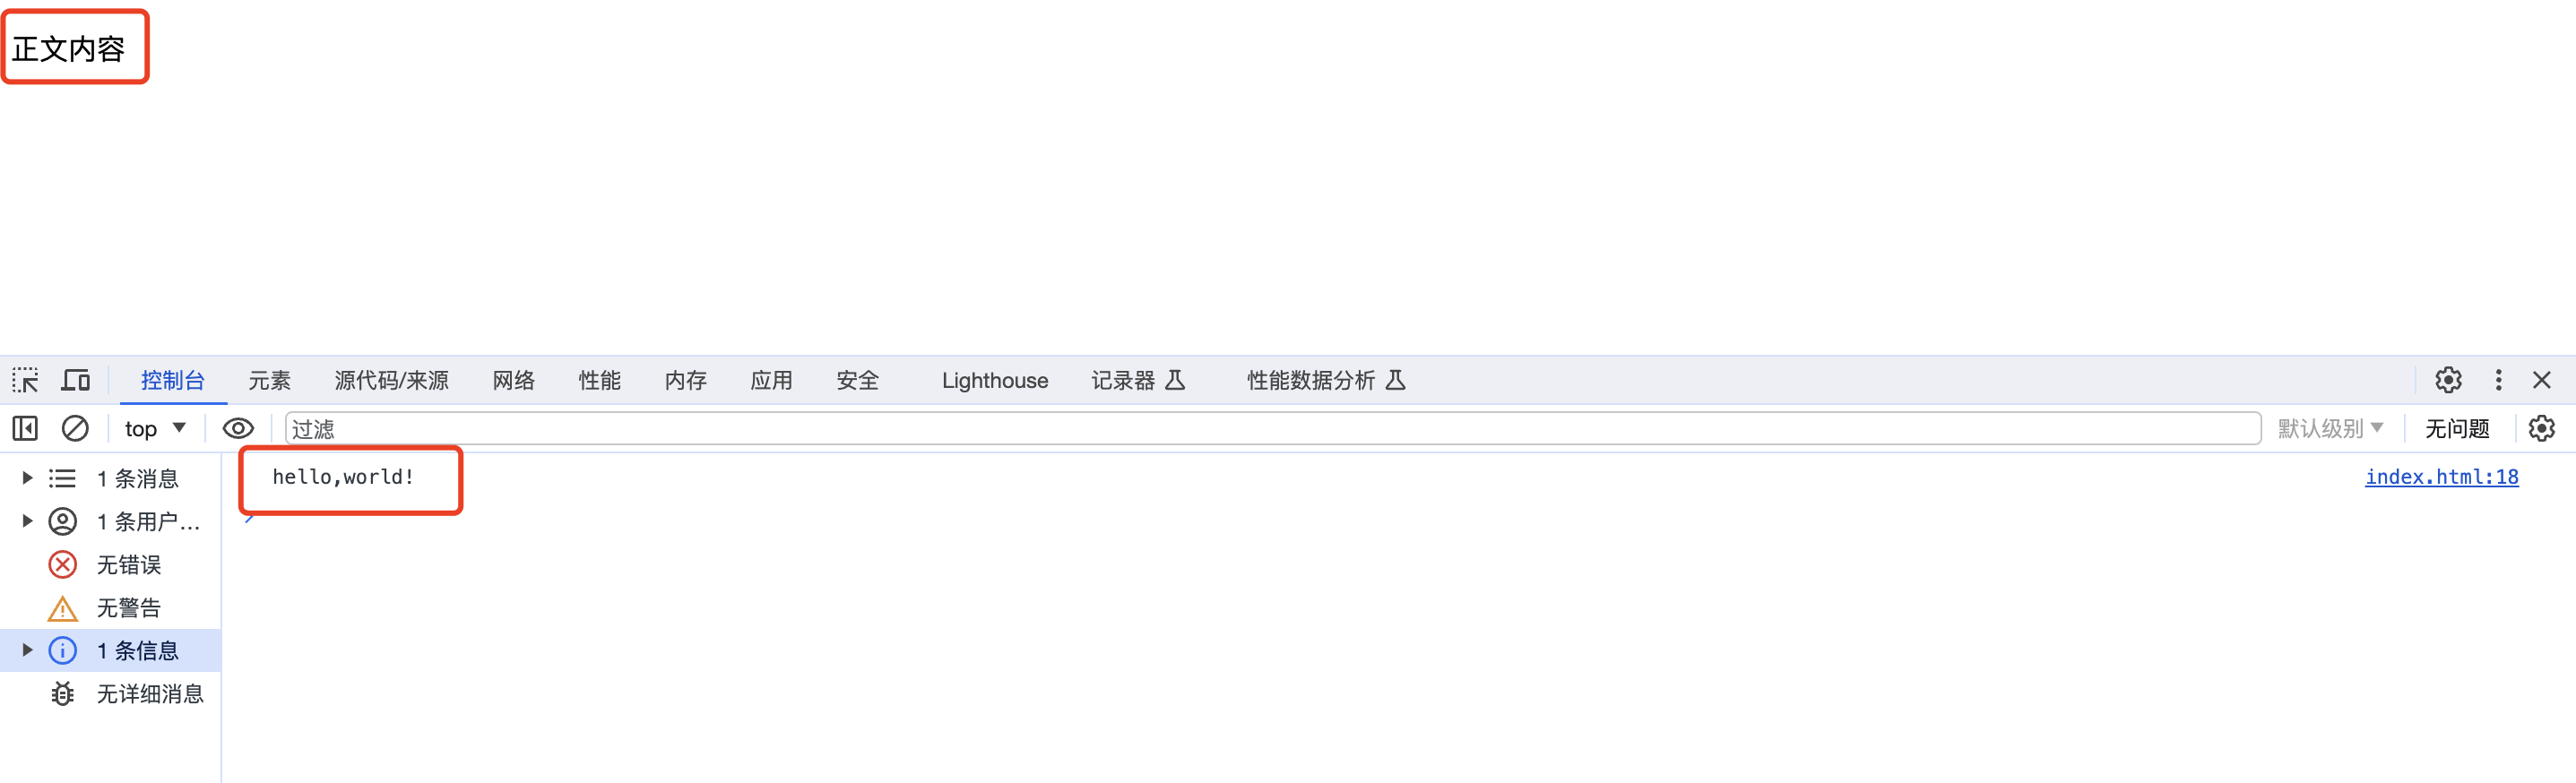 正文内容
控制台 元素 源代码/来源 网络 性能 内存 应用 安全 Lighthouse 记录器 性能数据分析
top 过滤 默认级别 无问题
1 条消息
1 条用户...
无错误
无警告
1 条信息
无详细消息
hello,world! index.html:18